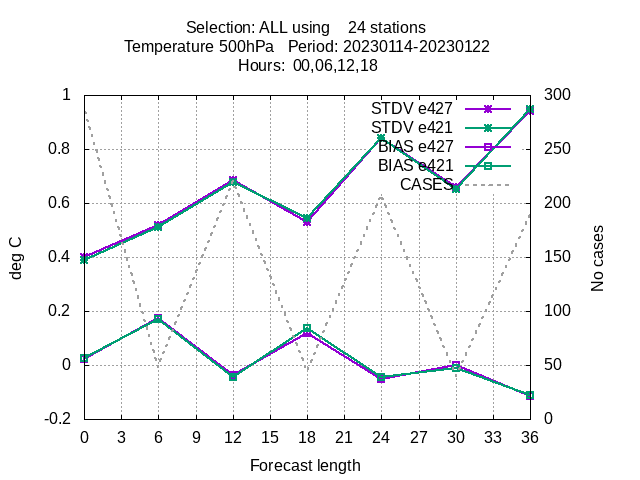 Selection: ALL using    24 stations
Temperature 500hPa   Period: 20230114-20230122
Hours:  00,06,12,18
STDV e427
STDV e421
BIAS e427
BIAS e421
CASES
1
0.8
0.6
0.4
0.2
0
-0.2
deg C
300
250
200
150
100
50
0
No cases
0 3 6 9 12 15 18 21 24 27 30 33 36
Forecast length